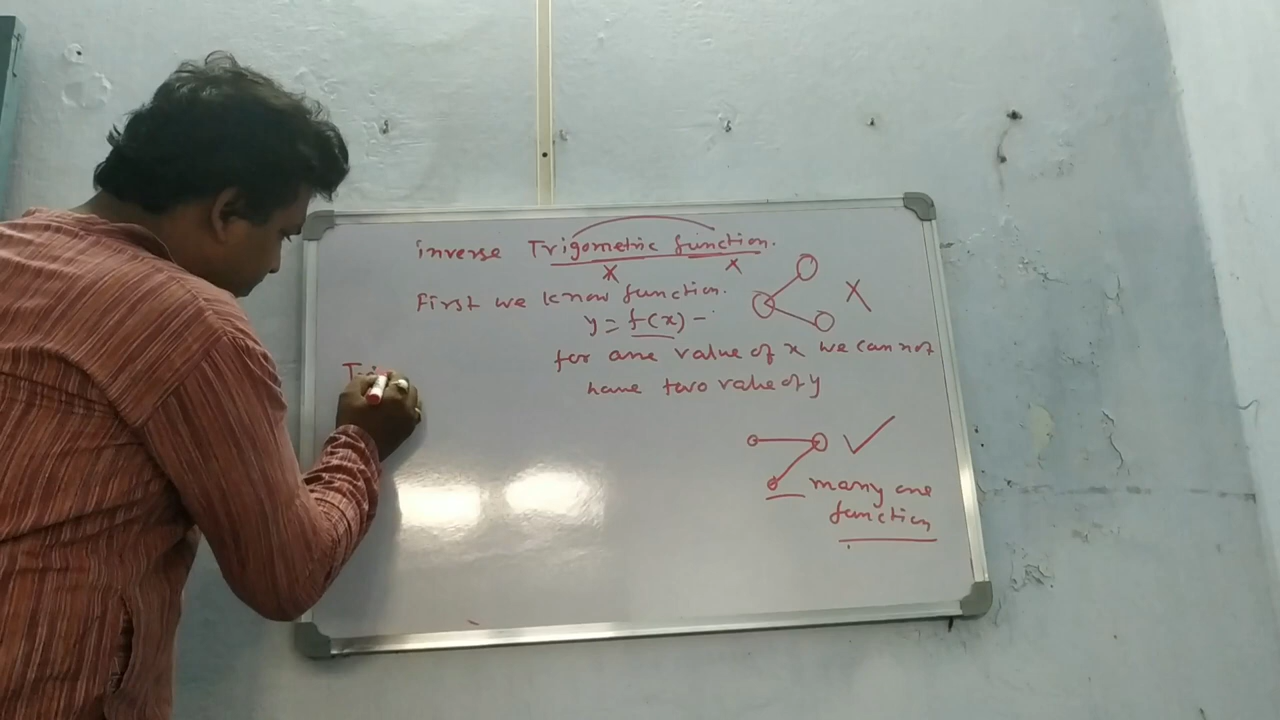 inverse Trigometric function.
x x
First we know function.
y = f(x) -
for one value of x we can not
have two value of y
Tri
many one
function